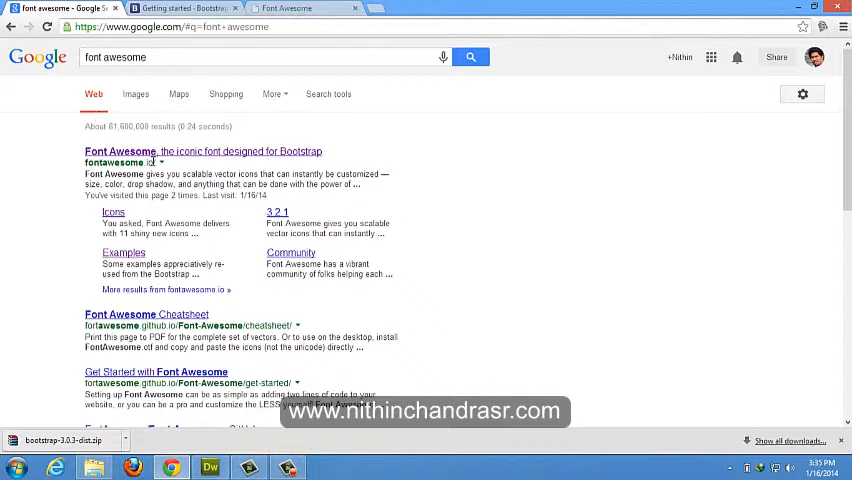 font awesome - Google Se
Getting started · Bootstrap
Font Awesome
https://www.google.com/#q=font+awesome
Google
font awesome
+Nithin
Share
Web
Images
Maps
Shopping
More
Search tools
About 61,600,000 results (0.24 seconds)
Font Awesome, the iconic font designed for Bootstrap
fontawesome.io/
Font Awesome gives you scalable vector icons that can instantly be customized —
size, color, drop shadow, and anything that can be done with the power of ...
You've visited this page 2 times. Last visit: 1/16/14
Icons
You asked, Font Awesome delivers
with 11 shiny new icons ...
3.2.1
Font Awesome gives you scalable
vector icons that can instantly ...
Examples
Some examples appreciatively re-
used from the Bootstrap ...
Community
Font Awesome has a vibrant
community of folks helping each ...
More results from fontawesome.io »
Font Awesome Cheatsheet
fortawesome.github.io/Font-Awesome/cheatsheet/
Print this page to PDF for the complete set of vectors. Or to use on the desktop, install
FontAwesome.otf and copy and paste the icons (not the unicode) directly ...
Get Started with Font Awesome
fortawesome.github.io/Font-Awesome/get-started/
Setting up Font Awesome can be as simple as adding two lines of code to your
website, or you can be a pro and customize the LESS yourself! Font Awes
www.nithinchandrasr.com
bootstrap-3.0.3-dist.zip
Show all downloads...
Dw
3:35 PM
1/16/2014